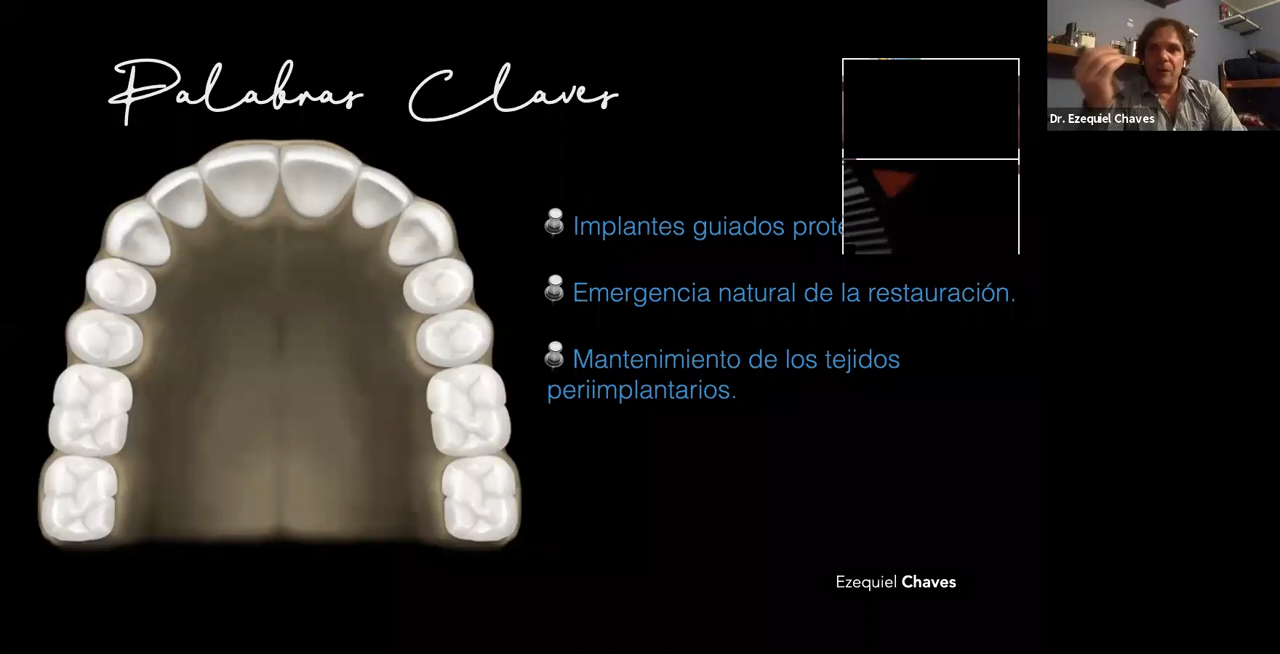 Palabras Claves
Dr. Ezequiel Chaves
Implantes guiados
Emergencia natural de la restauración.
Mantenimiento de los tejidos
periimplantarios.
Ezequiel Chaves